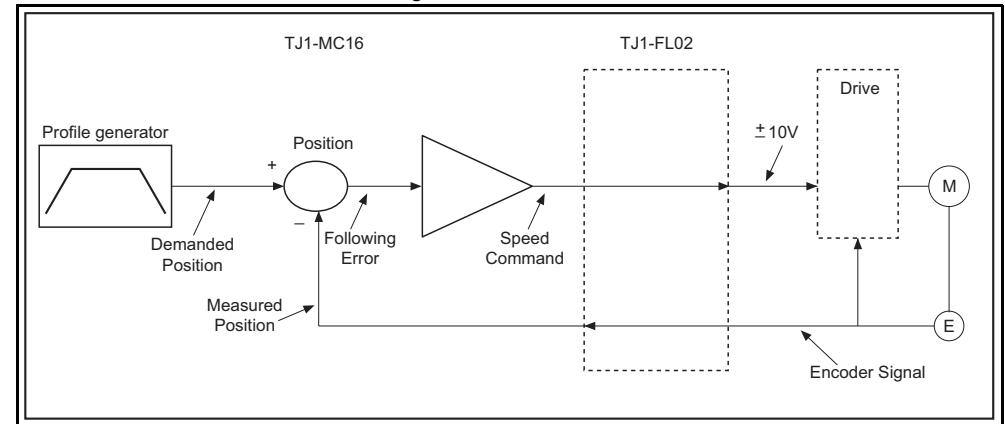 TJ1-MC16
TJ1-FL02
Drive
Profile generator
Position
± 10V
+
M
–
Demanded
Position
Following
Error
Speed
Command
Measured
Position
E
Encoder Signal